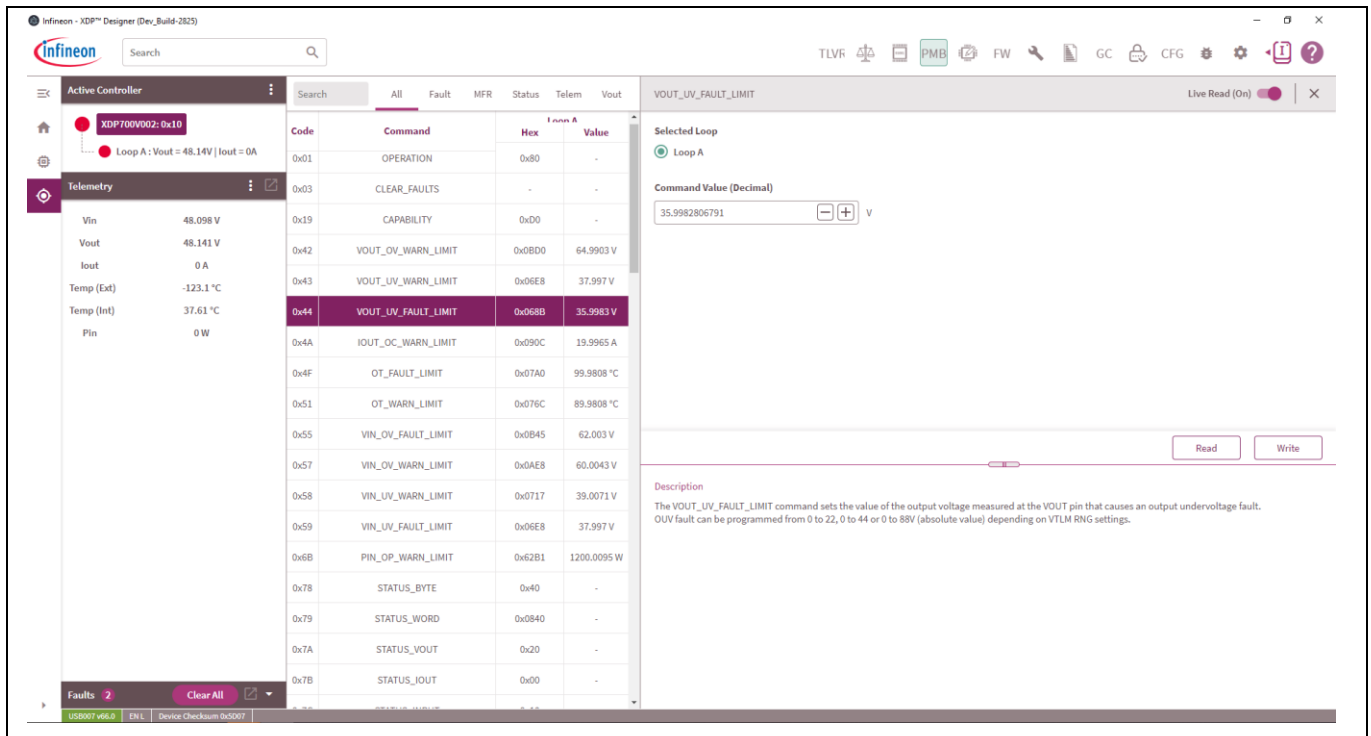 Infineon - XDP™ Designer (Dev_Build-2825)
infineon
Search
TLVR
PMB
FW
GC
CFG
Active Controller
XDP700V002: 0x10
Loop A : Vout = 48.14V | Iout = 0A
Telemetry
Vin 48.098 V
Vout 48.141 V
Iout 0 A
Temp (Ext) -123.1 °C
Temp (Int) 37.61 °C
Pin 0 W
Faults 2 Clear All
USB007 v66.0 EN L Device Checksum 0x5D07
Search All Fault MFR Status Telem Vout
Loop A
Code Command Hex Value
0x01 OPERATION 0x80 -
0x03 CLEAR_FAULTS - -
0x19 CAPABILITY 0xD0 -
0x42 VOUT_OV_WARN_LIMIT 0x0BD0 64.9903 V
0x43 VOUT_UV_WARN_LIMIT 0x06E8 37.997 V
0x44 VOUT_UV_FAULT_LIMIT 0x068B 35.9983 V
0x4A IOUT_OC_WARN_LIMIT 0x090C 19.9965 A
0x4F OT_FAULT_LIMIT 0x07A0 99.9808 °C
0x51 OT_WARN_LIMIT 0x076C 89.9808 °C
0x55 VIN_OV_FAULT_LIMIT 0x0B45 62.003 V
0x57 VIN_OV_WARN_LIMIT 0x0AE8 60.0043 V
0x58 VIN_UV_WARN_LIMIT 0x0717 39.0071 V
0x59 VIN_UV_FAULT_LIMIT 0x06E8 37.997 V
0x6B PIN_OP_WARN_LIMIT 0x62B1 1200.0095 W
0x78 STATUS_BYTE 0x40 -
0x79 STATUS_WORD 0x0840 -
0x7A STATUS_VOUT 0x20 -
0x7B STATUS_IOUT 0x00 -
VOUT_UV_FAULT_LIMIT Live Read (On)
Selected Loop
Loop A
Command Value (Decimal)
35.9982806791 V
Read Write
Description
The VOUT_UV_FAULT_LIMIT command sets the value of the output voltage measured at the VOUT pin that causes an output undervoltage fault.
OUV fault can be programmed from 0 to 22, 0 to 44 or 0 to 88V (absolute value) depending on VTLM RNG settings.